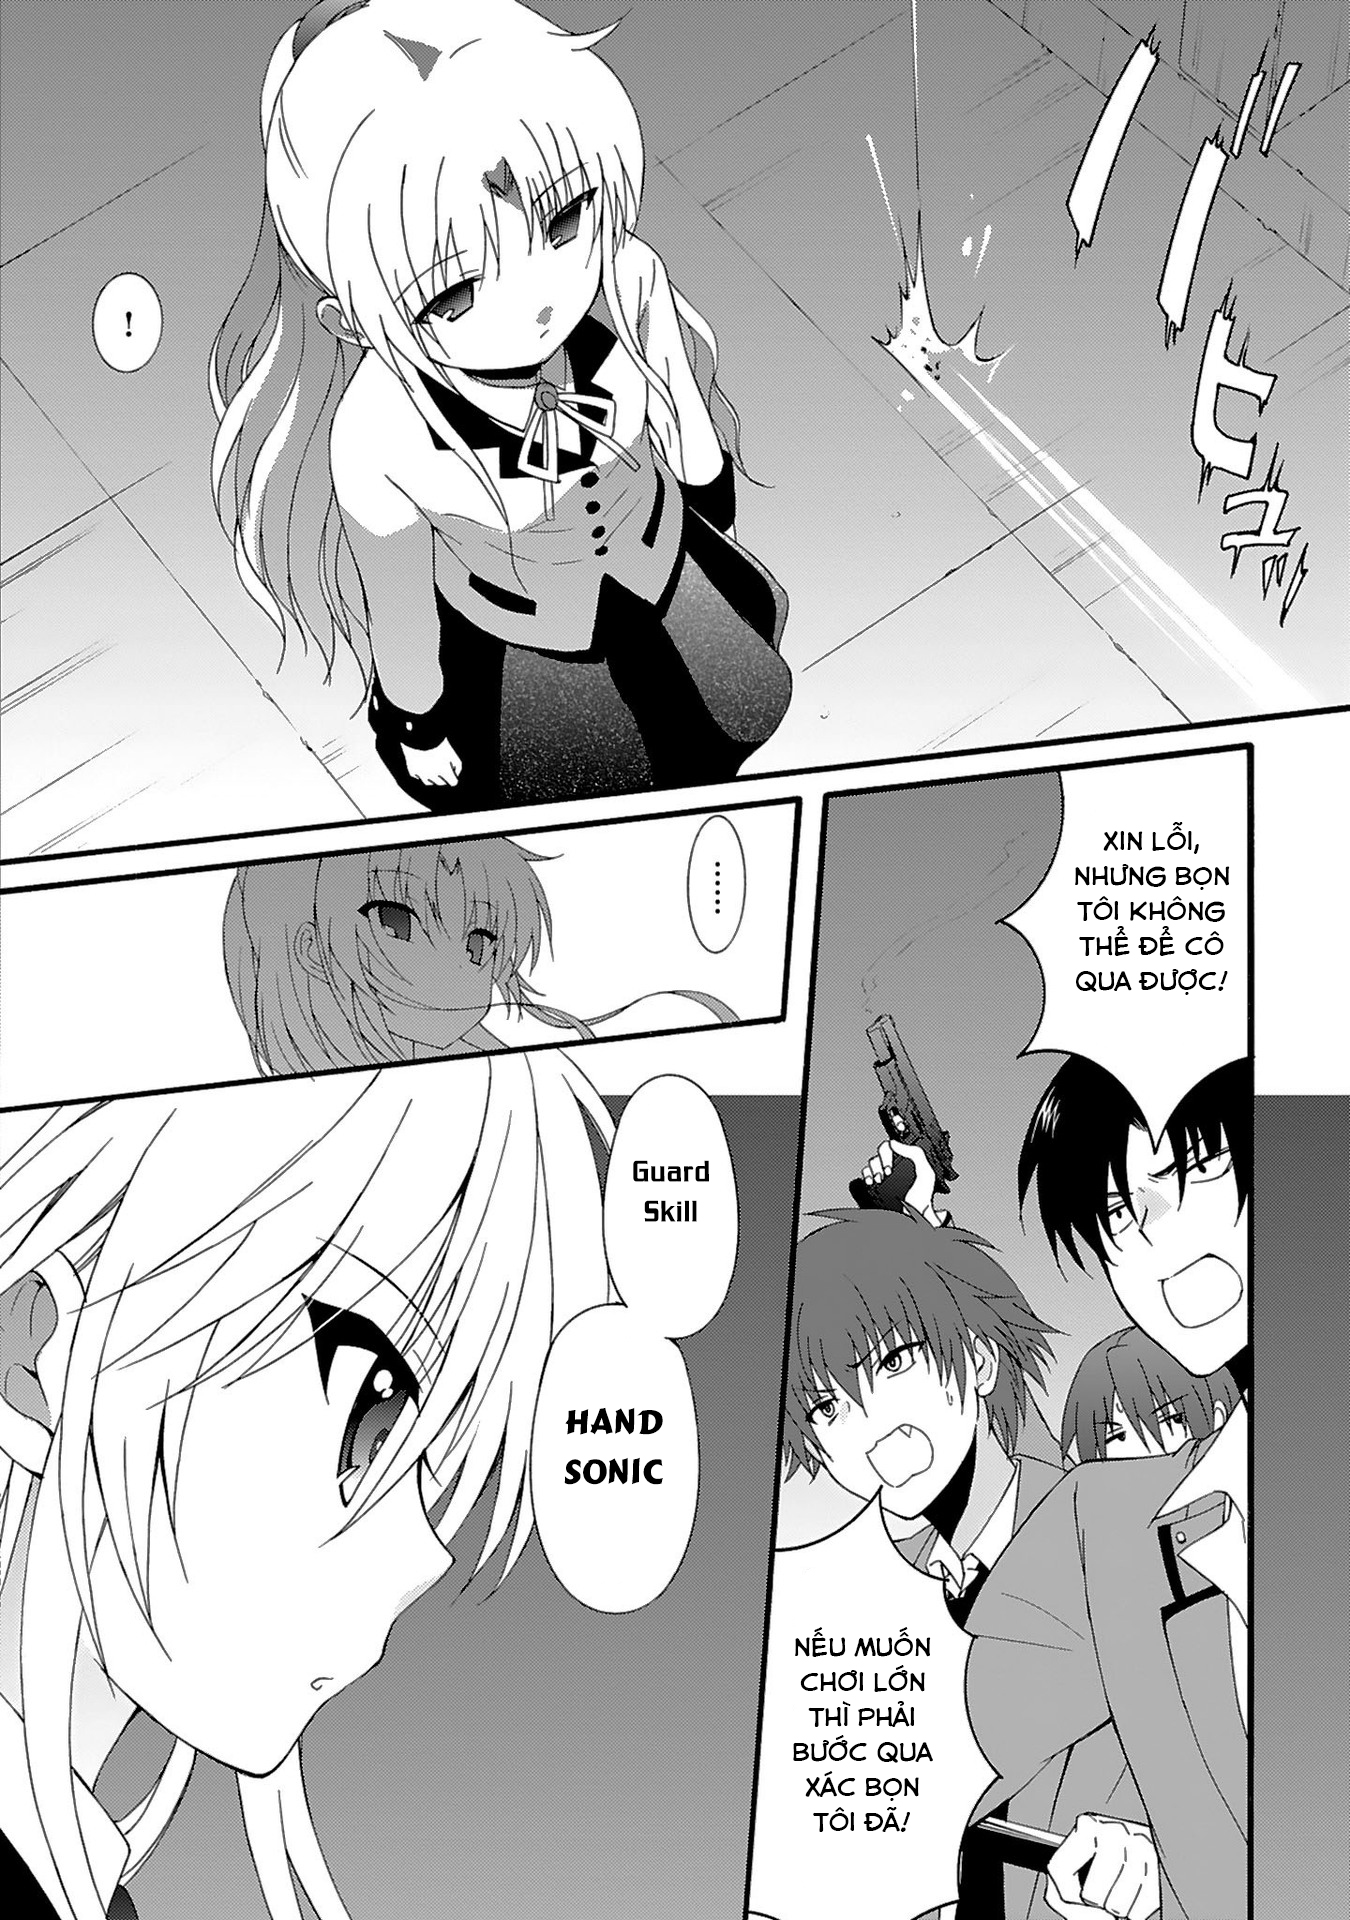 ヒュッ
!
XIN LỖI,
NHƯNG BỌN
TÔI KHÔNG
THỂ ĐỂ CÔ
QUA ĐƯỢC!
NẾU MUỐN
CHƠI LỚN
THÌ PHẢI
BƯỚC QUA
XÁC BỌN
TÔI ĐÃ!
……
Guard
Skill
HAND
SONIC